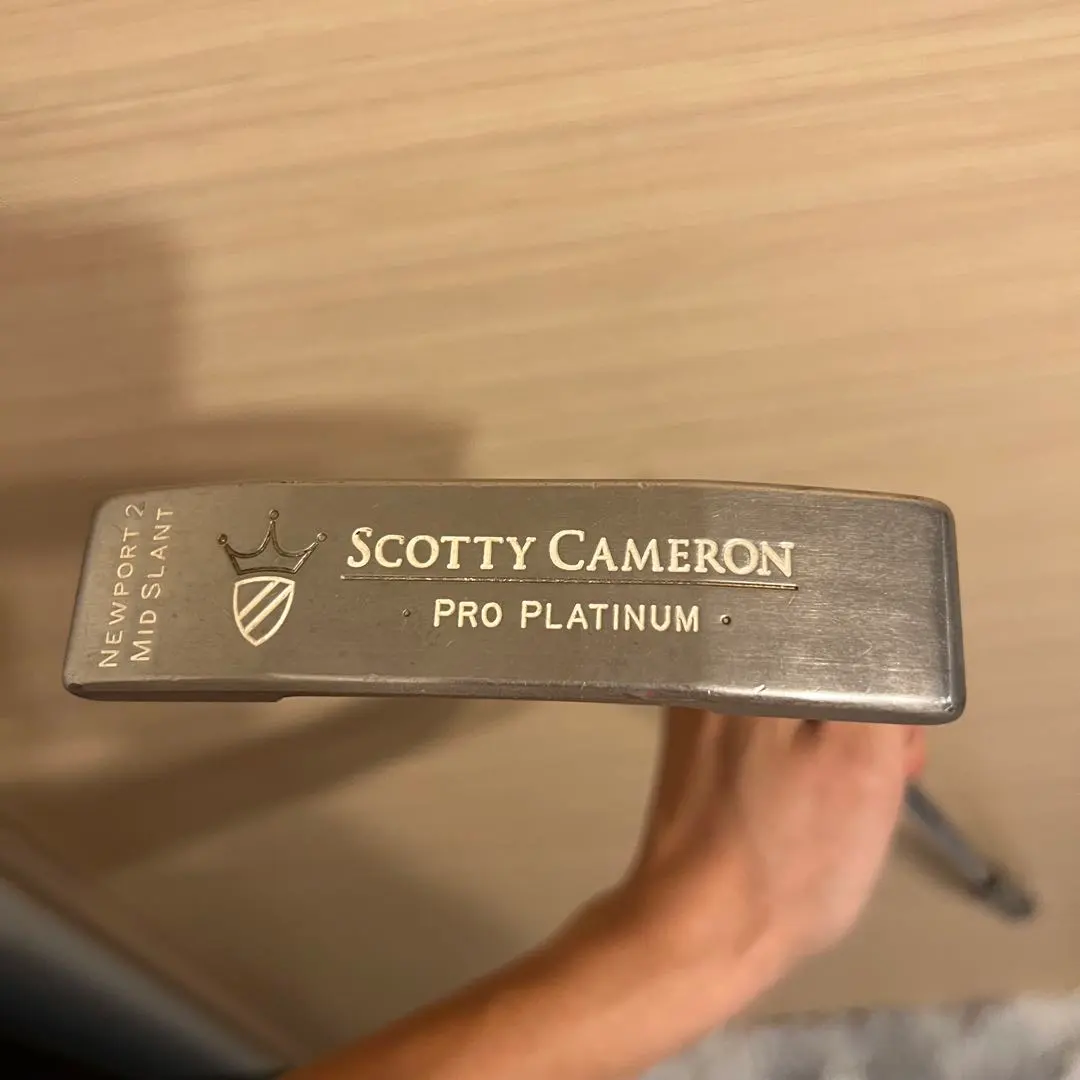 NEWPORT 2
MID SLANT
SCOTTY CAMERON
PRO PLATINUM